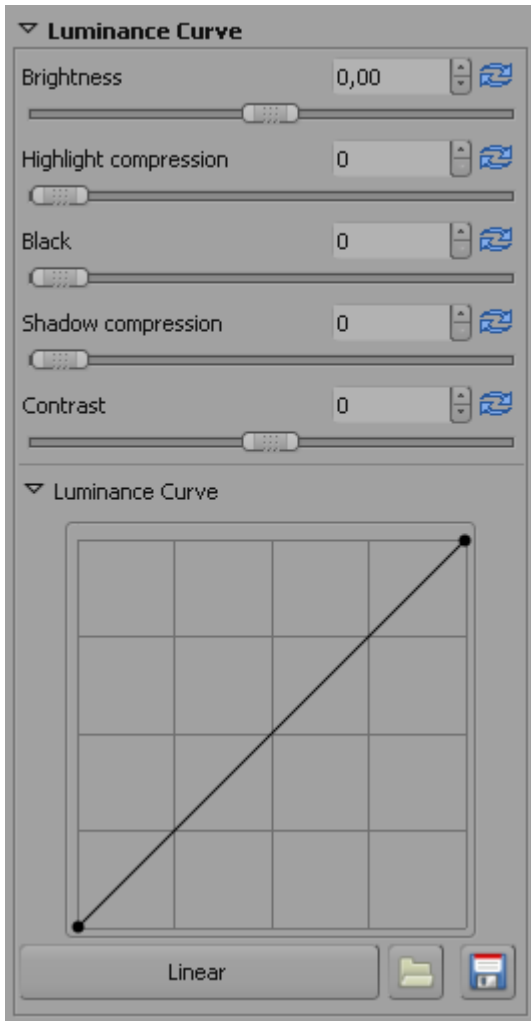 Luminance Curve
Brightness 0,00
Highlight compression 0
Black 0
Shadow compression 0
Contrast 0
Luminance Curve
Linear